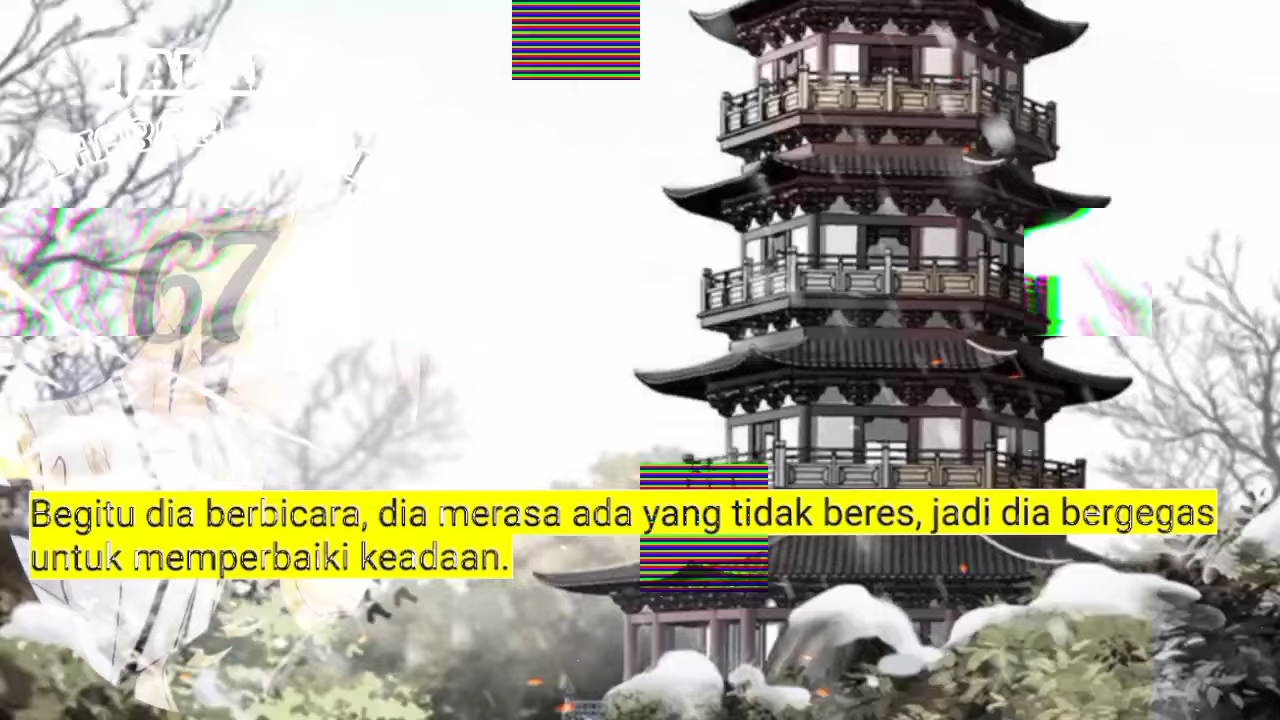 67
Begitu dia berbicara, dia merasa ada yang tidak beres, jadi dia bergegas
untuk memperbaiki keadaan.